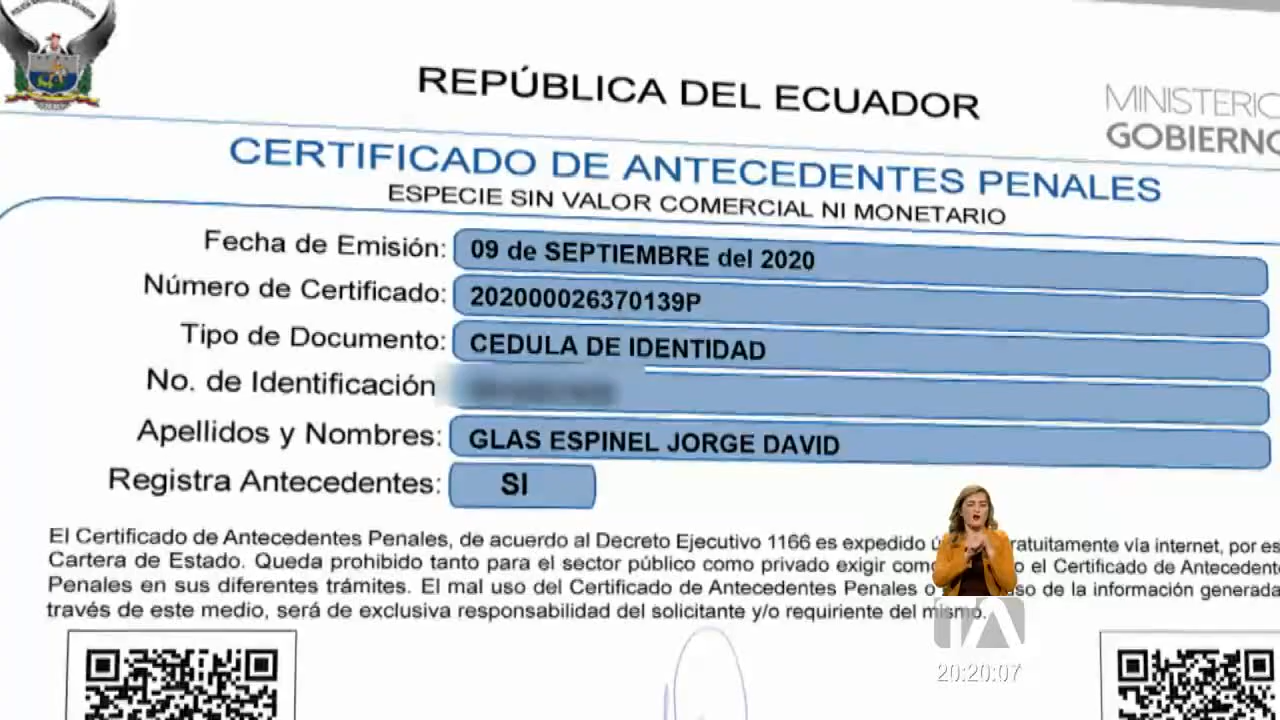 REPÚBLICA DEL ECUADOR
MINISTERIO
GOBIERNO
CERTIFICADO DE ANTECEDENTES PENALES
ESPECIE SIN VALOR COMERCIAL NI MONETARIO
Fecha de Emisión: 09 de SEPTIEMBRE del 2020
Número de Certificado: 202000026370139P
Tipo de Documento: CEDULA DE IDENTIDAD
No. de Identificación
Apellidos y Nombres: GLAS ESPINEL JORGE DAVID
Registra Antecedentes: SI
El Certificado de Antecedentes Penales, de acuerdo al Decreto Ejecutivo 1166 es expedido ratuitamente vía internet, por es
Cartera de Estado. Queda prohibido tanto para el sector público como privado exigir com o el Certificado de Antecedent
Penales en sus diferentes trámites. El mal uso del Certificado de Antecedentes Penales o so de la información generada
través de este medio, será de exclusiva responsabilidad del solicitante y/o requiriente del mismo.
TA
20:20:07